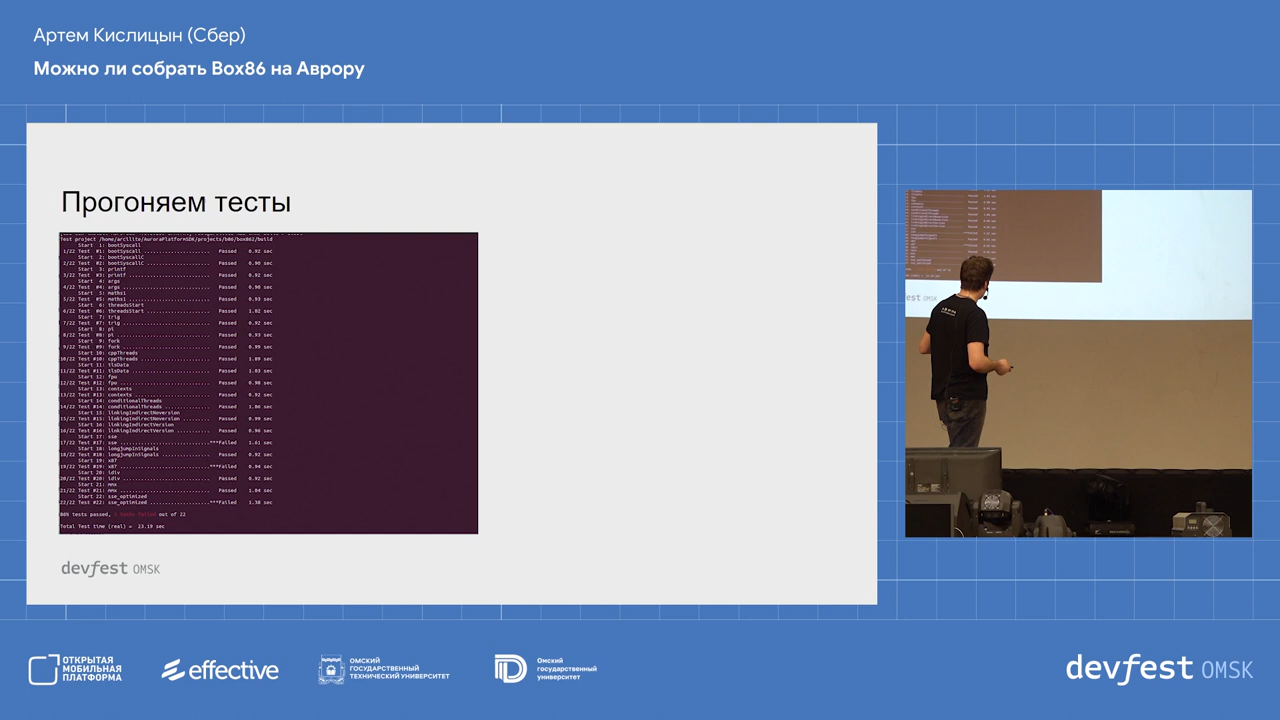 Артем Кислицын (Сбер)
Можно ли собрать Box86 на Аврору
Прогоняем тесты
Test project /home/arcillite/AuroraPlatformSDK/projects/b86/box862/build
Start 1: bootSyscall
1/22 Test #1: bootSyscall ...................... Passed 0.92 sec
Start 2: bootSyscallC
2/22 Test #2: bootSyscallC ..................... Passed 0.90 sec
Start 3: printf
3/22 Test #3: printf ........................... Passed 0.92 sec
Start 4: args
4/22 Test #4: args ............................. Passed 0.90 sec
Start 5: maths1
5/22 Test #5: maths1 ........................... Passed 0.93 sec
Start 6: threadsStart
6/22 Test #6: threadsStart ..................... Passed 1.02 sec
Start 7: trig
7/22 Test #7: trig ............................. Passed 0.92 sec
Start 8: pi
8/22 Test #8: pi ............................... Passed 0.93 sec
Start 9: fork
9/22 Test #9: fork ............................. Passed 0.99 sec
Start 10: cppThreads
10/22 Test #10: cppThreads ....................... Passed 1.89 sec
Start 11: tlsData
11/22 Test #11: tlsData .......................... Passed 1.03 sec
Start 12: fpu
12/22 Test #12: fpu .............................. Passed 0.90 sec
Start 13: contexts
13/22 Test #13: contexts ......................... Passed 0.92 sec
Start 14: conditionalThreads
14/22 Test #14: conditionalThreads ............... Passed 1.86 sec
Start 15: linkingIndirectNoversion
15/22 Test #15: linkingIndirectNoversion ......... Passed 0.99 sec
Start 16: linkingIndirectVersion
16/22 Test #16: linkingIndirectVersion ........... Passed 0.96 sec
Start 17: sse
17/22 Test #17: sse ..............................***Failed 1.61 sec
Start 18: longjumpInSignals
18/22 Test #18: longjumpInSignals ................ Passed 0.92 sec
Start 19: x87
19/22 Test #19: x87 ..............................***Failed 0.94 sec
Start 20: idiv
20/22 Test #20: idiv ............................. Passed 0.92 sec
Start 21: mmx
21/22 Test #21: mmx .............................. Passed 1.04 sec
Start 22: sse_optimized
22/22 Test #22: sse_optimized ....................***Failed 1.38 sec
86% tests passed, 3 tests failed out of 22
Total Test time (real) = 23.19 sec
devfest OMSK
ОТКРЫТАЯ
МОБИЛЬНАЯ
ПЛАТФОРМА
effective
ОМСКИЙ
ГОСУДАРСТВЕННЫЙ
ТЕХНИЧЕСКИЙ УНИВЕРСИТЕТ
Омский
государственный
университет
devfest OMSK